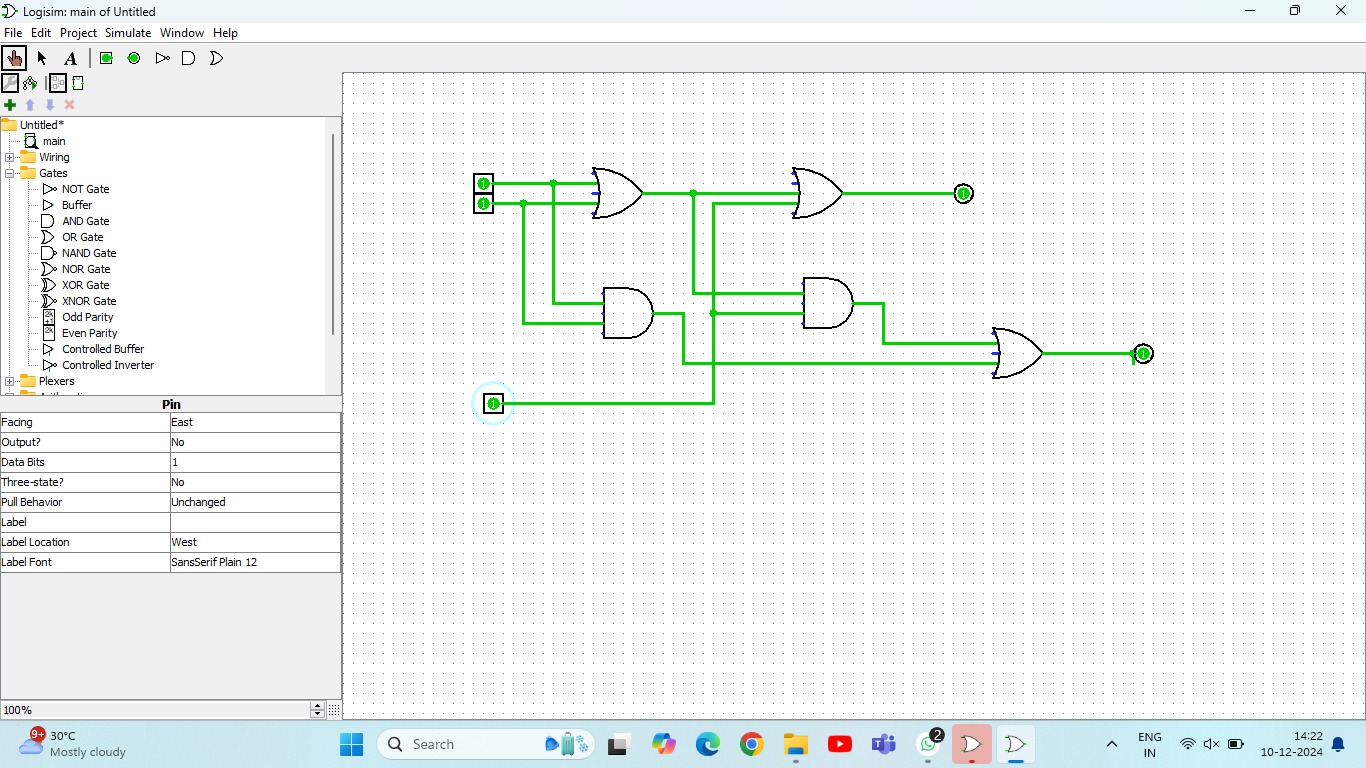 Logisim: main of Untitled
File Edit Project Simulate Window Help
A
Untitled*
main
Wiring
Gates
NOT Gate
Buffer
AND Gate
OR Gate
NAND Gate
NOR Gate
XOR Gate
XNOR Gate
2k+1 Odd Parity
2k Even Parity
Controlled Buffer
Controlled Inverter
Plexers
Pin
Facing East
Output? No
Data Bits 1
Three-state? No
Pull Behavior Unchanged
Label
Label Location West
Label Font SansSerif Plain 12
100%
1
1
1
1
1
9+
30°C
Mostly cloudy
Search
2
ENG
IN
14:22
10-12-2024